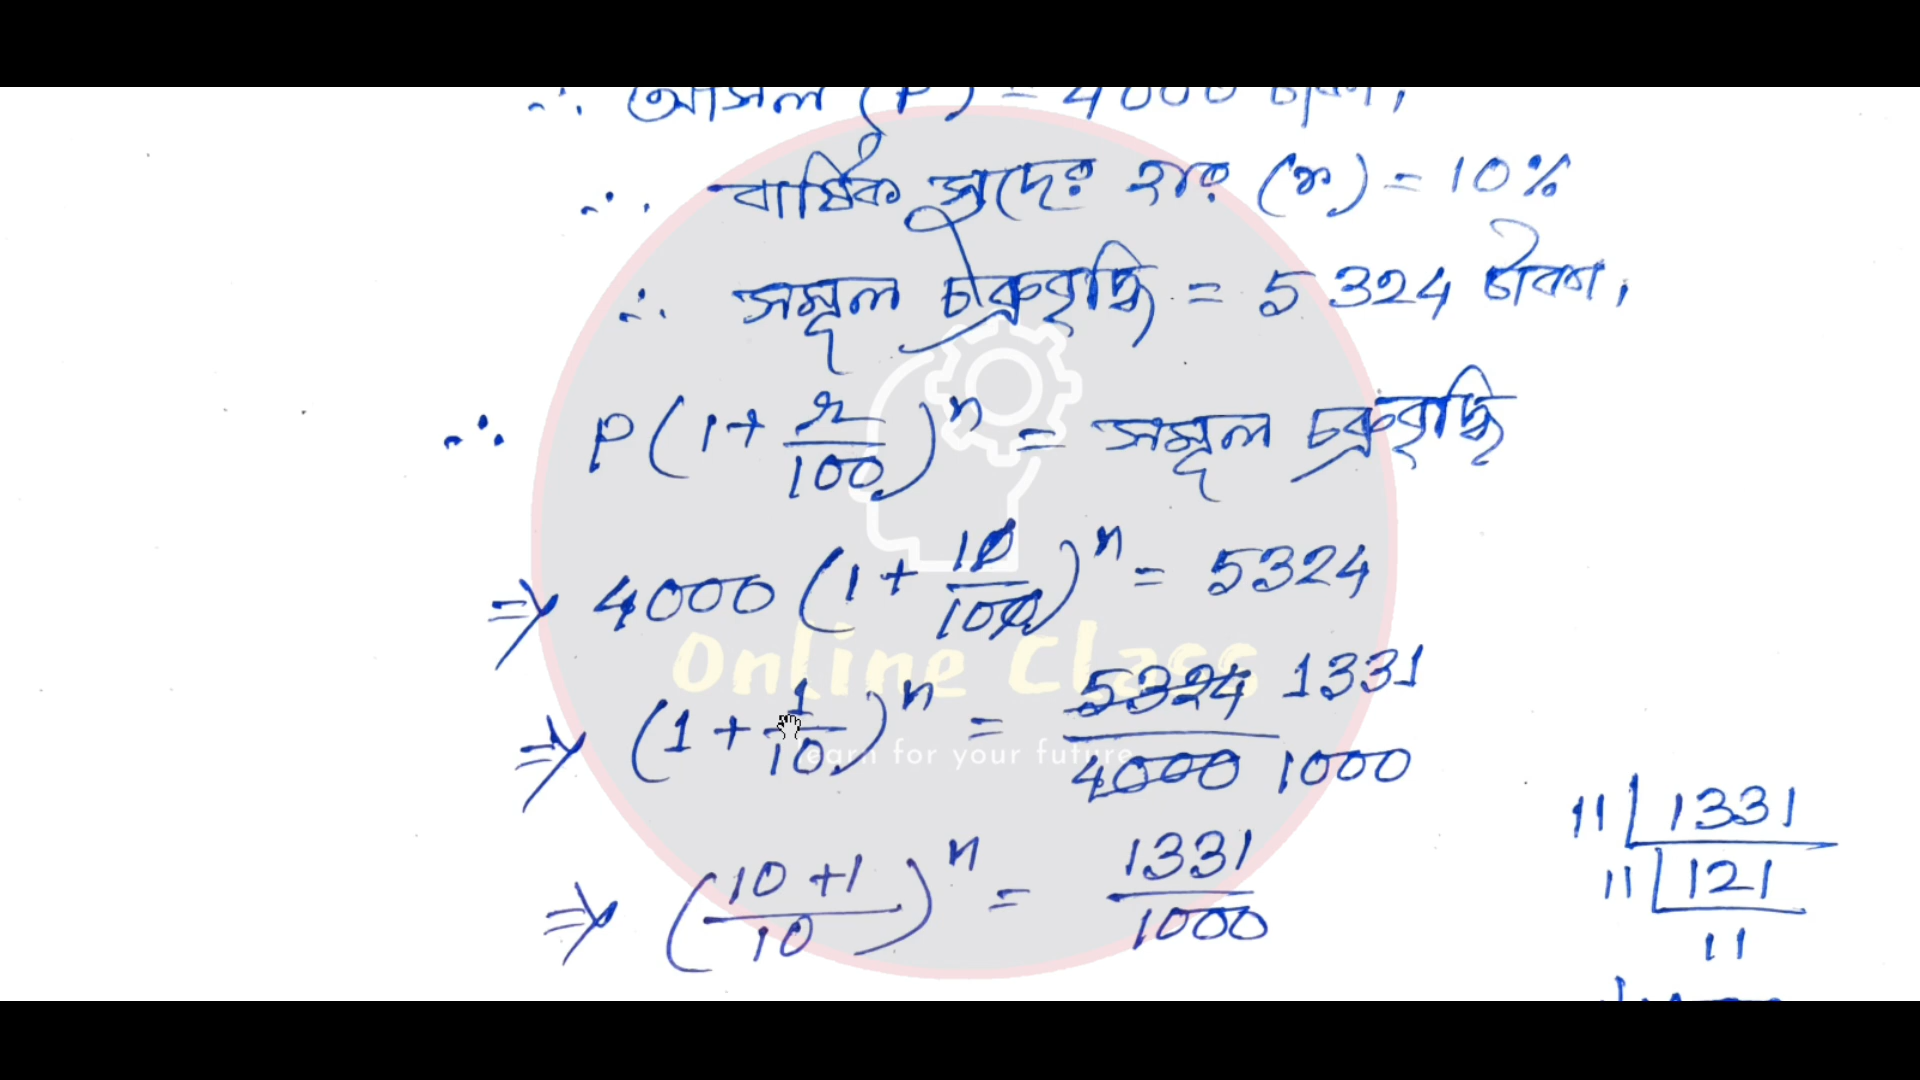 ∴ আসল (P) = 4000 টাকা।
∴ বার্ষিক সুদের হার (r) = 10%
∴ সমূল চক্রবৃদ্ধি = 5324 টাকা।
∴ P(1+r/100)^n = সমূল চক্রবৃদ্ধি
⇒ 4000 (1+10/100)^n = 5324
⇒ (1+1/10)^n = 5324 1331 / 4000 1000
⇒ (10+1/10)^n = 1331/1000
11 | 1331
11 | 121
11
Online Class
learn for your future